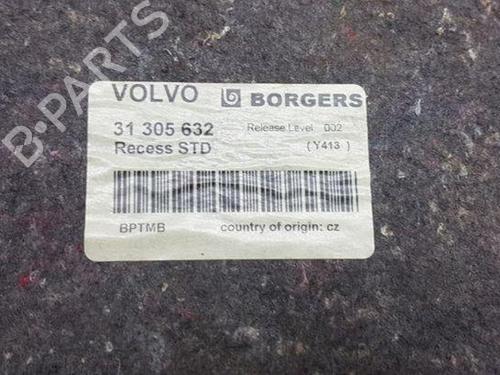 B-PARTS
VOLVO BORGERS
31 305 632 Release Level 002
Recess STD (Y413)
BPTMB country of origin: cz